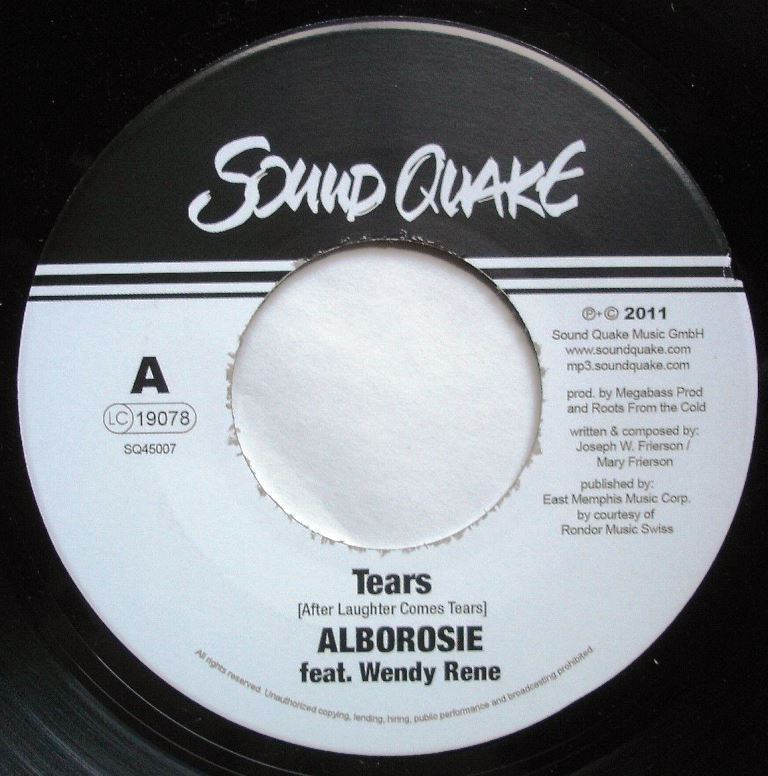 SOUND QUAKE
A
LC 19078
SQ45007
℗+© 2011
Sound Quake Music GmbH
www.soundquake.com
mp3.soundquake.com
prod. by Megabass Prod
and Roots From the Cold
written & composed by:
Joseph W. Frierson /
Mary Frierson
published by:
East Memphis Music Corp.
by courtesy of
Rondor Music Swiss
Tears
[After Laughter Comes Tears]
ALBOROSIE
feat. Wendy Rene
All rights reserved. Unauthorized copying, lending, hiring, public performance and broadcasting prohibited.